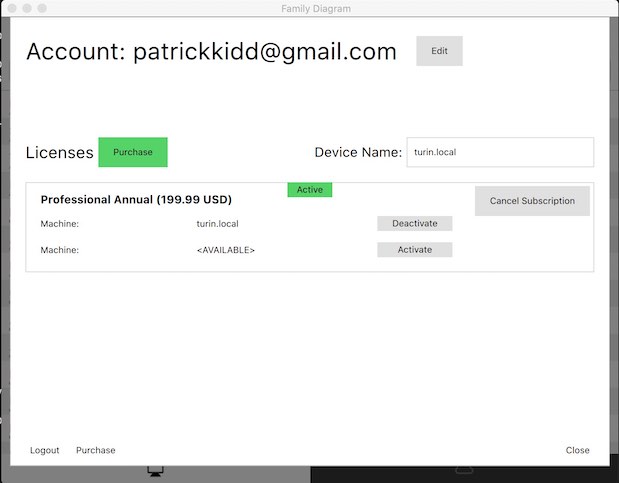 Family Diagram
Account: patrickkidd@gmail.com Edit
Licenses Purchase Device Name: turin.local
Active
Professional Annual (199.99 USD) Cancel Subscription
Machine: turin.local Deactivate
Machine: <AVAILABLE> Activate
Logout Purchase Close